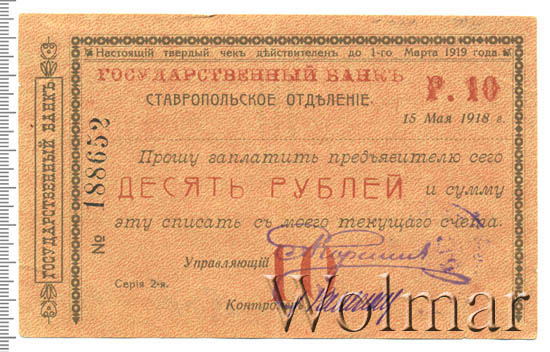 Настоящій твердый чекъ дѣйствителенъ до 1-го Марта 1919 года.
ГОСУДАРСТВЕННЫЙ БАНКЪ
СТАВРОПОЛЬСКОЕ ОТДѢЛЕНІЕ.
Р. 10
15 Мая 1918 г.
Прошу заплатить предъявителю сего
ДЕСЯТЬ РУБЛЕЙ и сумму
эту списать съ моего текущаго счета.
Управляющій
10
Серія 2-я.
ГОСУДАРСТВЕННЫЙ БАНКЪ
№ 188652
Wolmar